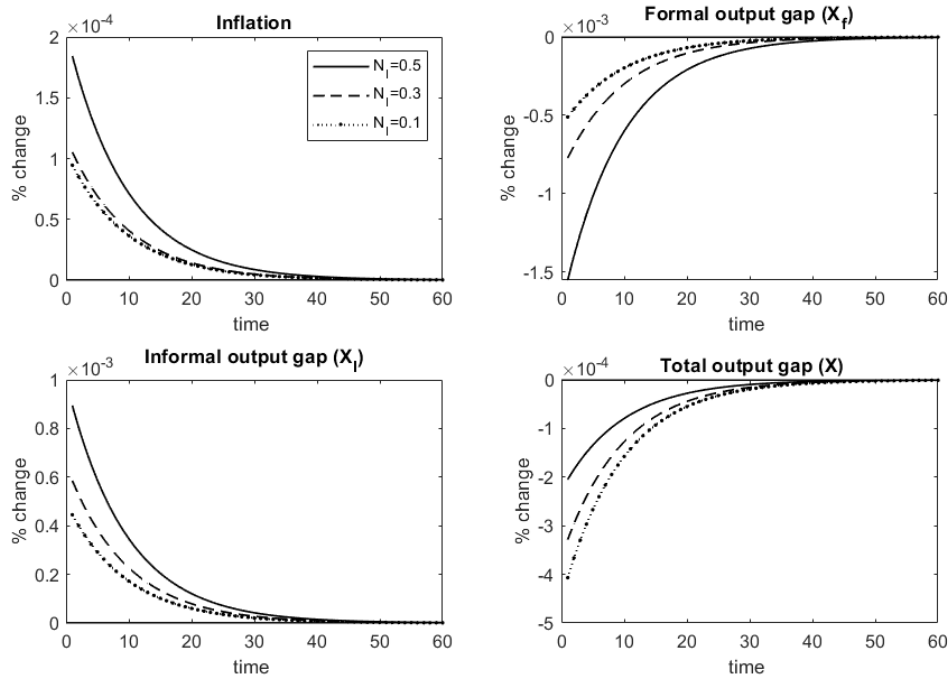 Inflation
×10⁻⁴
2
1.5
1
0.5
0
% change
0 10 20 30 40 50 60
time
N_I=0.5
N_I=0.3
N_I=0.1
Formal output gap (X_f)
×10⁻³
0
-0.5
-1
-1.5
% change
0 10 20 30 40 50 60
time
Informal output gap (X_I)
×10⁻³
1
0.8
0.6
0.4
0.2
0
% change
0 10 20 30 40 50 60
time
Total output gap (X)
×10⁻⁴
0
-1
-2
-3
-4
-5
% change
0 10 20 30 40 50 60
time